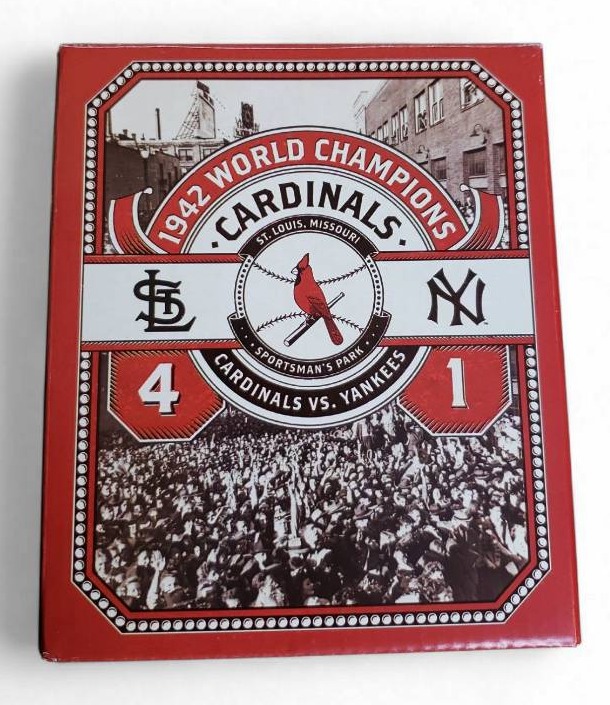 1942 WORLD CHAMPIONS
·CARDINALS·
ST. LOUIS, MISSOURI
STL
NY
· SPORTSMAN'S PARK ·
CARDINALS VS. YANKEES
4
1